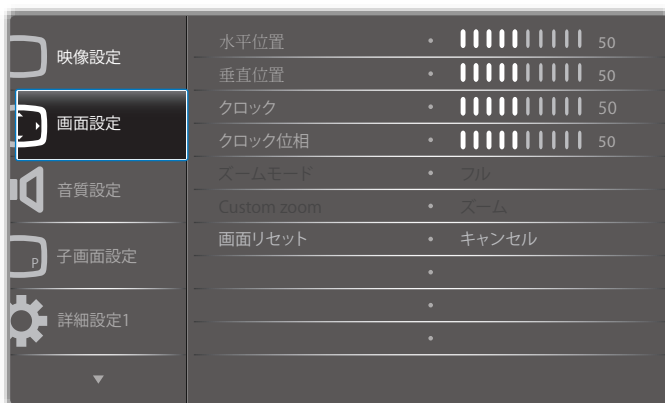 映像設定
画面設定
音質設定
P
子画面設定
詳細設定1
水平位置 • 50
垂直位置 • 50
クロック • 50
クロック位相 • 50
ズームモード • フル
Custom zoom • ズーム
画面リセット • キャンセル
•
•
•